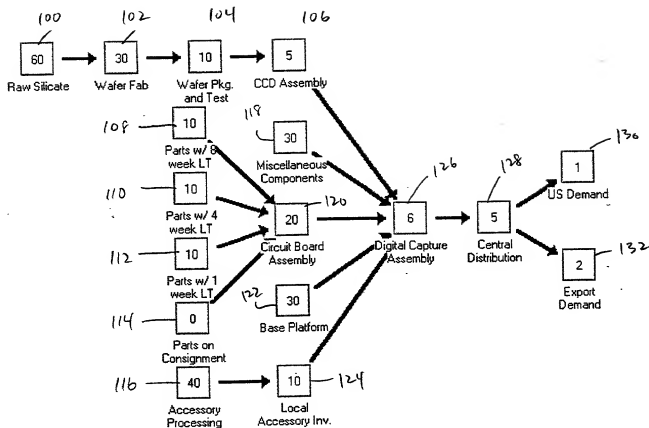 100 102 104 106
60 30 10 5
Raw Silicate Wafer Fab Wafer Pkg. and Test CCD Assembly
108 10 Parts w/ 8 week LT
118 30 Miscellaneous Components
110 10 Parts w/ 4 week LT
120 20 Circuit Board Assembly
126 6 Digital Capture Assembly
128 5 Central Distribution
130 1 US Demand
112 10 Parts w/ 1 week LT
122 30 Base Platform
132 2 Export Demand
114 0 Parts on Consignment
116 40 Accessory Processing
124 10 Local Accessory Inv.